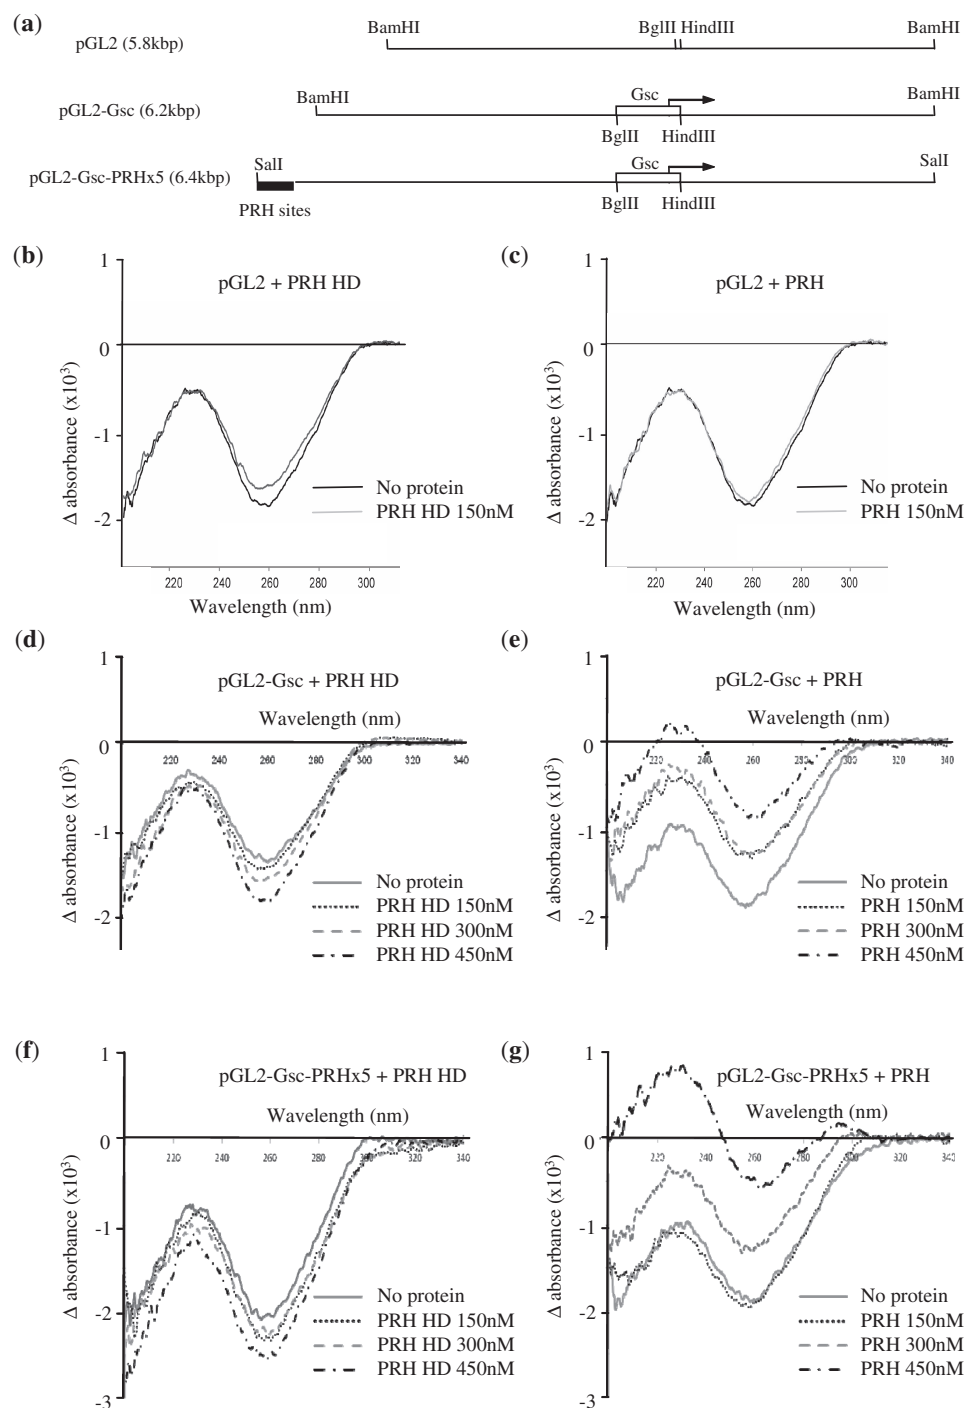 (a)
pGL2 (5.8kbp)
BamHI
BglII HindIII
BamHI
pGL2-Gsc (6.2kbp)
BamHI
Gsc
BamHI
BglII
HindIII
pGL2-Gsc-PRHx5 (6.4kbp)
SalI
Gsc
SalI
PRH sites
BglII
HindIII
(b)
pGL2 + PRH HD
1
0
-1
-2
Δ absorbance (x10³)
No protein
PRH HD 150nM
220 240 260 280 300
Wavelength (nm)
(c)
pGL2 + PRH
1
0
-1
-2
Δ absorbance (x10³)
No protein
PRH 150nM
220 240 260 280 300
Wavelength (nm)
(d)
pGL2-Gsc + PRH HD
Wavelength (nm)
1
0
-1
-2
Δ absorbance (x10³)
220 240 260 280 300 320 340
No protein
PRH HD 150nM
PRH HD 300nM
PRH HD 450nM
(e)
pGL2-Gsc + PRH
Wavelength (nm)
1
0
-1
-2
Δ absorbance (x10³)
220 240 260 280 300 320 340
No protein
PRH 150nM
PRH 300nM
PRH 450nM
(f)
pGL2-Gsc-PRHx5 + PRH HD
Wavelength (nm)
1
0
-1
-2
-3
Δ absorbance (x10³)
220 240 260 280 300 320 340
No protein
PRH HD 150nM
PRH HD 300nM
PRH HD 450nM
(g)
pGL2-Gsc-PRHx5 + PRH
Wavelength (nm)
1
0
-1
-2
-3
Δ absorbance (x10³)
220 240 260 280 300 320 340
No protein
PRH 150nM
PRH 300nM
PRH 450nM